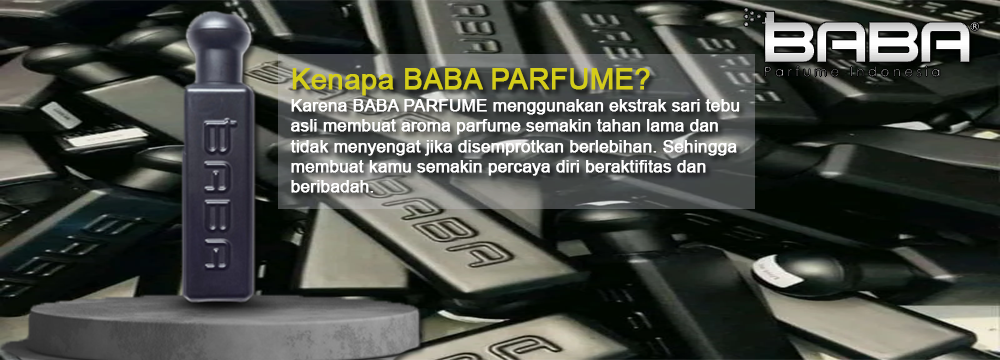 BABA®
Parfume Indonesia
Kenapa BABA PARFUME?
Karena BABA PARFUME menggunakan ekstrak sari tebu
asli membuat aroma parfume semakin tahan lama dan
tidak menyengat jika disemprotkan berlebihan. Sehingga
membuat kamu semakin percaya diri beraktifitas dan
beribadah.
BABA
BABA